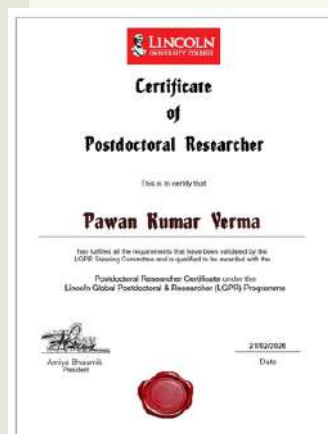 LINCOLN
UNIVERSITY COLLEGE
Certificate
of
Postdoctoral Researcher
This is to certify that
Pawan Kumar Verma
has fulfilled all the requirements that have been validated by the
LGPR Steering Committee and is qualified to be awarded with the
Postdoctoral Researcher Certificate under the
Lincoln Global Postdoctoral & Researcher (LGPR) Programme
21/02/2026
Amiya Bhaumik Date
President